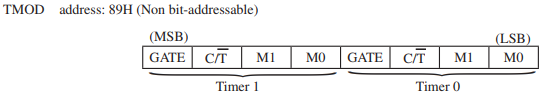 TMOD address: 89H (Non bit-addressable)
(MSB) (LSB)
GATE C/T̅ M1 M0 GATE C/T̅ M1 M0
Timer 1 Timer 0